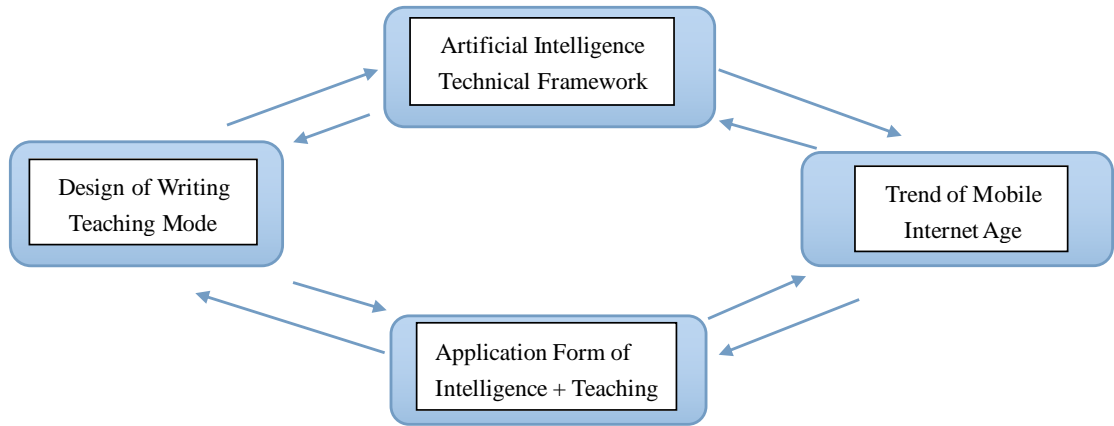 Artificial Intelligence
Technical Framework
Design of Writing
Teaching Mode
Trend of Mobile
Internet Age
Application Form of
Intelligence + Teaching